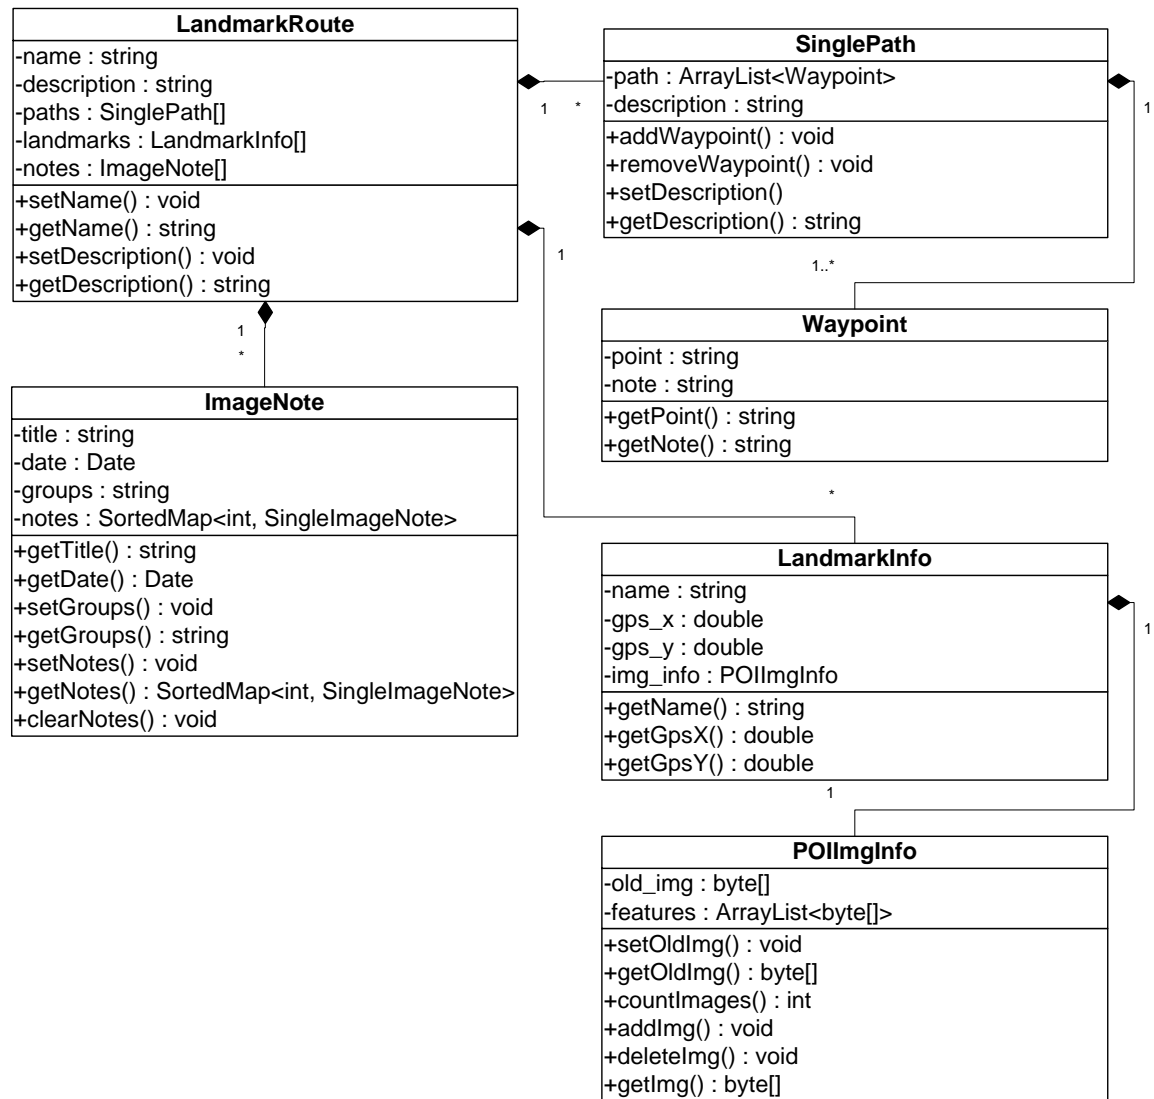 LandmarkRoute
-name : string
-description : string
-paths : SinglePath[]
-landmarks : LandmarkInfo[]
-notes : ImageNote[]
+setName() : void
+getName() : string
+setDescription() : void
+getDescription() : string
1
*
1
1
*
SinglePath
-path : ArrayList<Waypoint>
-description : string
+addWaypoint() : void
+removeWaypoint() : void
+setDescription()
+getDescription() : string
1
1..*
Waypoint
-point : string
-note : string
+getPoint() : string
+getNote() : string
*
ImageNote
-title : string
-date : Date
-groups : string
-notes : SortedMap<int, SingleImageNote>
+getTitle() : string
+getDate() : Date
+setGroups() : void
+getGroups() : string
+setNotes() : void
+getNotes() : SortedMap<int, SingleImageNote>
+clearNotes() : void
LandmarkInfo
-name : string
-gps_x : double
-gps_y : double
-img_info : POIImgInfo
+getName() : string
+getGpsX() : double
+getGpsY() : double
1
1
POIImgInfo
-old_img : byte[]
-features : ArrayList<byte[]>
+setOldImg() : void
+getOldImg() : byte[]
+countImages() : int
+addImg() : void
+deleteImg() : void
+getImg() : byte[]